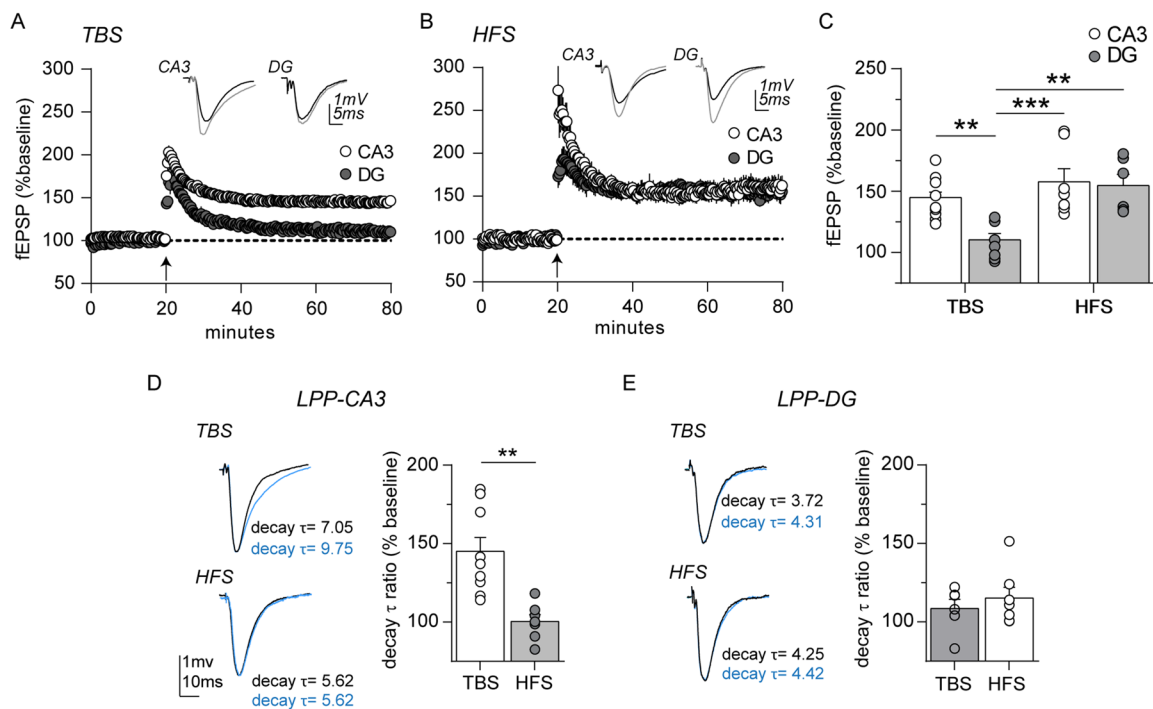 A
TBS
fEPSP (%baseline)
300
250
200
150
100
50
0
20
40
60
80
minutes
CA3
DG
1mV
5ms
CA3
DG
B
HFS
fEPSP (%baseline)
300
250
200
150
100
50
0
20
40
60
80
minutes
CA3
DG
1mV
5ms
CA3
DG
C
CA3
DG
fEPSP (%baseline)
200
150
100
**
***
**
TBS
HFS
D
LPP-CA3
TBS
decay τ= 7.05
decay τ= 9.75
HFS
1mv
10ms
decay τ= 5.62
decay τ= 5.62
decay τ ratio (% baseline)
200
150
100
**
TBS
HFS
E
LPP-DG
TBS
decay τ= 3.72
decay τ= 4.31
HFS
decay τ= 4.25
decay τ= 4.42
decay τ ratio (% baseline)
200
150
100
TBS
HFS